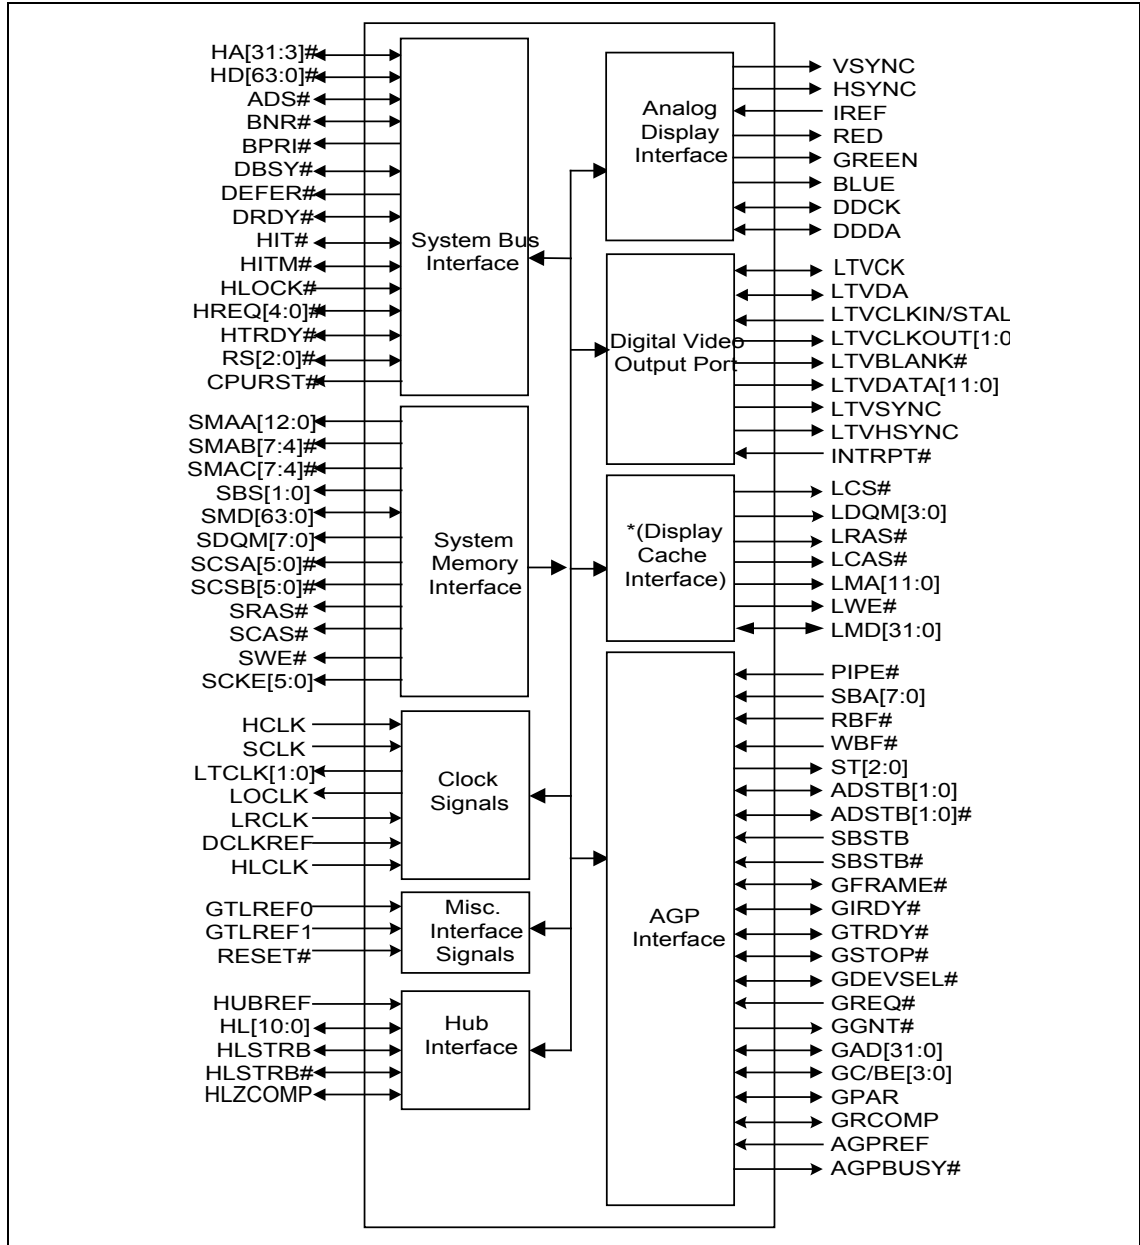 HA[31:3]#
HD[63:0]#
ADS#
BNR#
BPRI#
DBSY#
DEFER#
DRDY#
HIT#
HITM#
HLOCK#
HREQ[4:0]#
HTRDY#
RS[2:0]#
CPURST#
System Bus
Interface
SMAA[12:0]
SMAB[7:4]#
SMAC[7:4]#
SBS[1:0]
SMD[63:0]
SDQM[7:0]
SCSA[5:0]#
SCSB[5:0]#
SRAS#
SCAS#
SWE#
SCKE[5:0]
System
Memory
Interface
HCLK
SCLK
LTCLK[1:0]
LOCLK
LRCLK
DCLKREF
HLCLK
Clock
Signals
GTLREF0
GTLREF1
RESET#
Misc.
Interface
Signals
HUBREF
HL[10:0]
HLSTRB
HLSTRB#
HLZCOMP
Hub
Interface
Analog
Display
Interface
VSYNC
HSYNC
IREF
RED
GREEN
BLUE
DDCK
DDDA
Digital Video
Output Port
LTVCK
LTVDA
LTVCLKIN/STAL
LTVCLKOUT[1:0
LTVBLANK#
LTVDATA[11:0]
LTVSYNC
LTVHSYNC
INTRPT#
*(Display
Cache
Interface)
LCS#
LDQM[3:0]
LRAS#
LCAS#
LMA[11:0]
LWE#
LMD[31:0]
AGP
Interface
PIPE#
SBA[7:0]
RBF#
WBF#
ST[2:0]
ADSTB[1:0]
ADSTB[1:0]#
SBSTB
SBSTB#
GFRAME#
GIRDY#
GTRDY#
GSTOP#
GDEVSEL#
GREQ#
GGNT#
GAD[31:0]
GC/BE[3:0]
GPAR
GRCOMP
AGPREF
AGPBUSY#